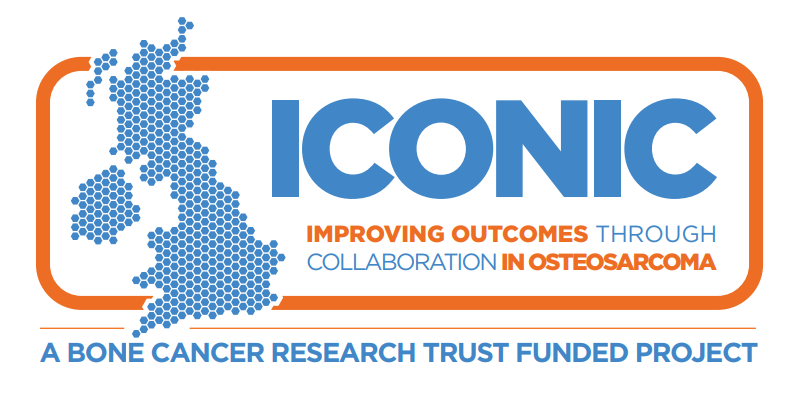 ICONIC
IMPROVING OUTCOMES THROUGH
COLLABORATION IN OSTEOSARCOMA
A BONE CANCER RESEARCH TRUST FUNDED PROJECT